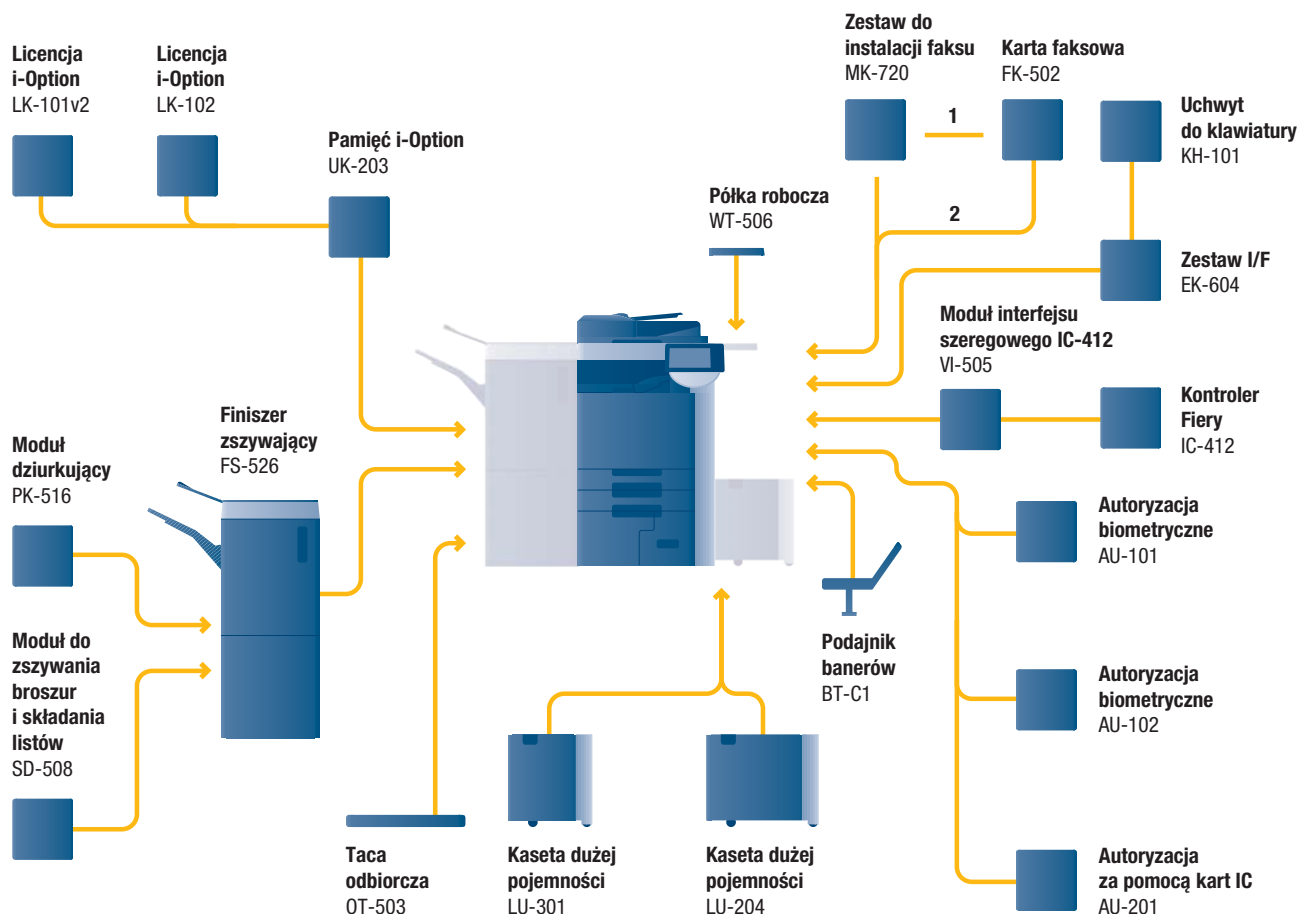 Licencja
i-Option
LK-101v2
Licencja
i-Option
LK-102
Pamięć i-Option
UK-203
Zestaw do
instalacji faksu
MK-720
Karta faksowa
FK-502
1
2
Uchwyt
do klawiatury
KH-101
Półka robocza
WT-506
Zestaw I/F
EK-604
Moduł interfejsu
szeregowego IC-412
VI-505
Kontroler
Fiery
IC-412
Moduł
dziurkujący
PK-516
Finiszer
zszywający
FS-526
Autoryzacja
biometryczne
AU-101
Moduł do
zszywania
broszur
i składania
listów
SD-508
Podajnik
banerów
BT-C1
Autoryzacja
biometryczne
AU-102
Taca
odbiorcza
OT-503
Kaseta dużej
pojemności
LU-301
Kaseta dużej
pojemności
LU-204
Autoryzacja
za pomocą kart IC
AU-201